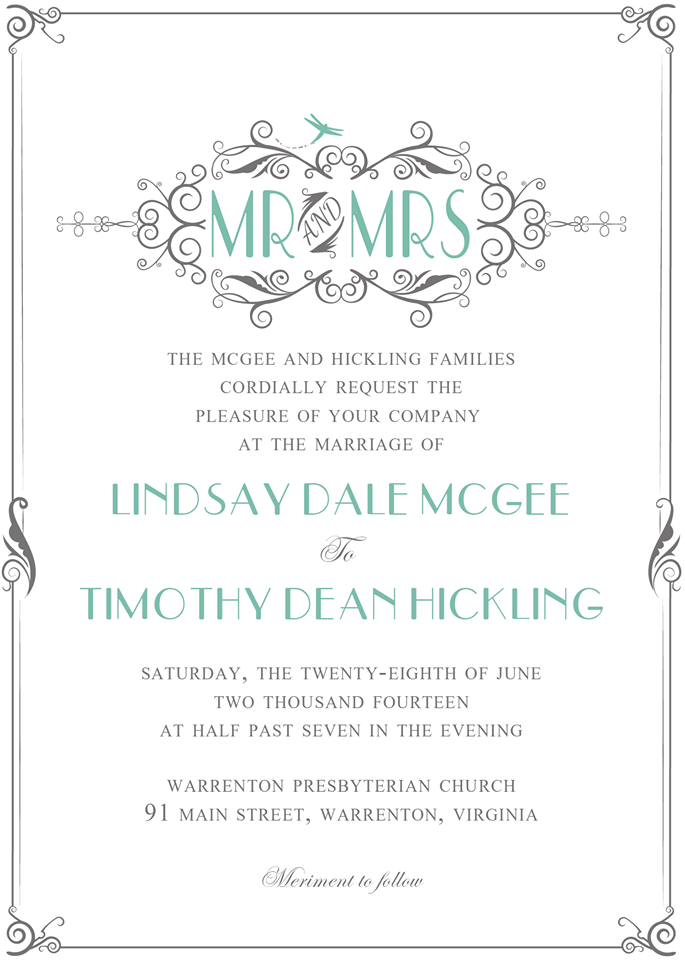 MR AND MRS
THE MCGEE AND HICKLING FAMILIES
CORDIALLY REQUEST THE
PLEASURE OF YOUR COMPANY
AT THE MARRIAGE OF
LINDSAY DALE MCGEE
To
TIMOTHY DEAN HICKLING
SATURDAY, THE TWENTY-EIGHTH OF JUNE
TWO THOUSAND FOURTEEN
AT HALF PAST SEVEN IN THE EVENING
WARRENTON PRESBYTERIAN CHURCH
91 MAIN STREET, WARRENTON, VIRGINIA
Meriment to follow